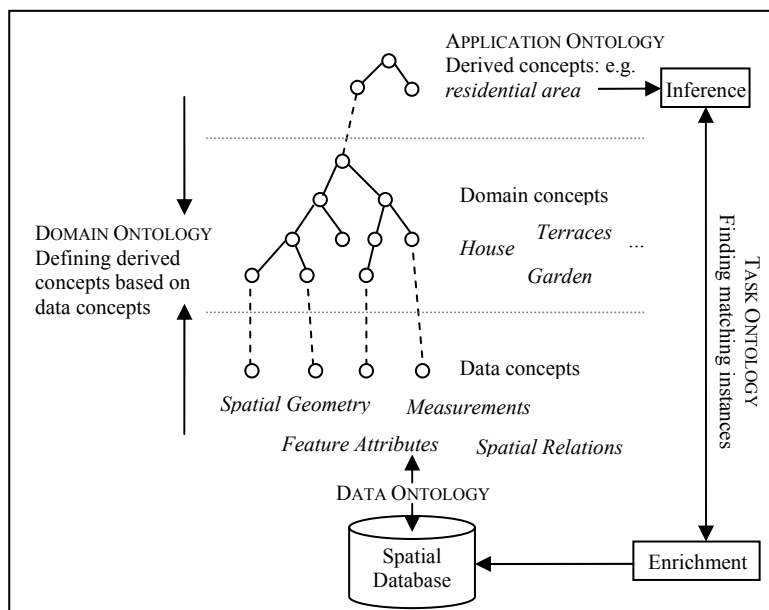 APPLICATION ONTOLOGY
Derived concepts: e.g.
residential area
Inference
Domain concepts
DOMAIN ONTOLOGY
Defining derived
concepts based on
data concepts
House
Terraces
...
Garden
TASK ONTOLOGY
Finding matching instances
Data concepts
Spatial Geometry
Measurements
Feature Attributes
Spatial Relations
DATA ONTOLOGY
Spatial
Database
Enrichment